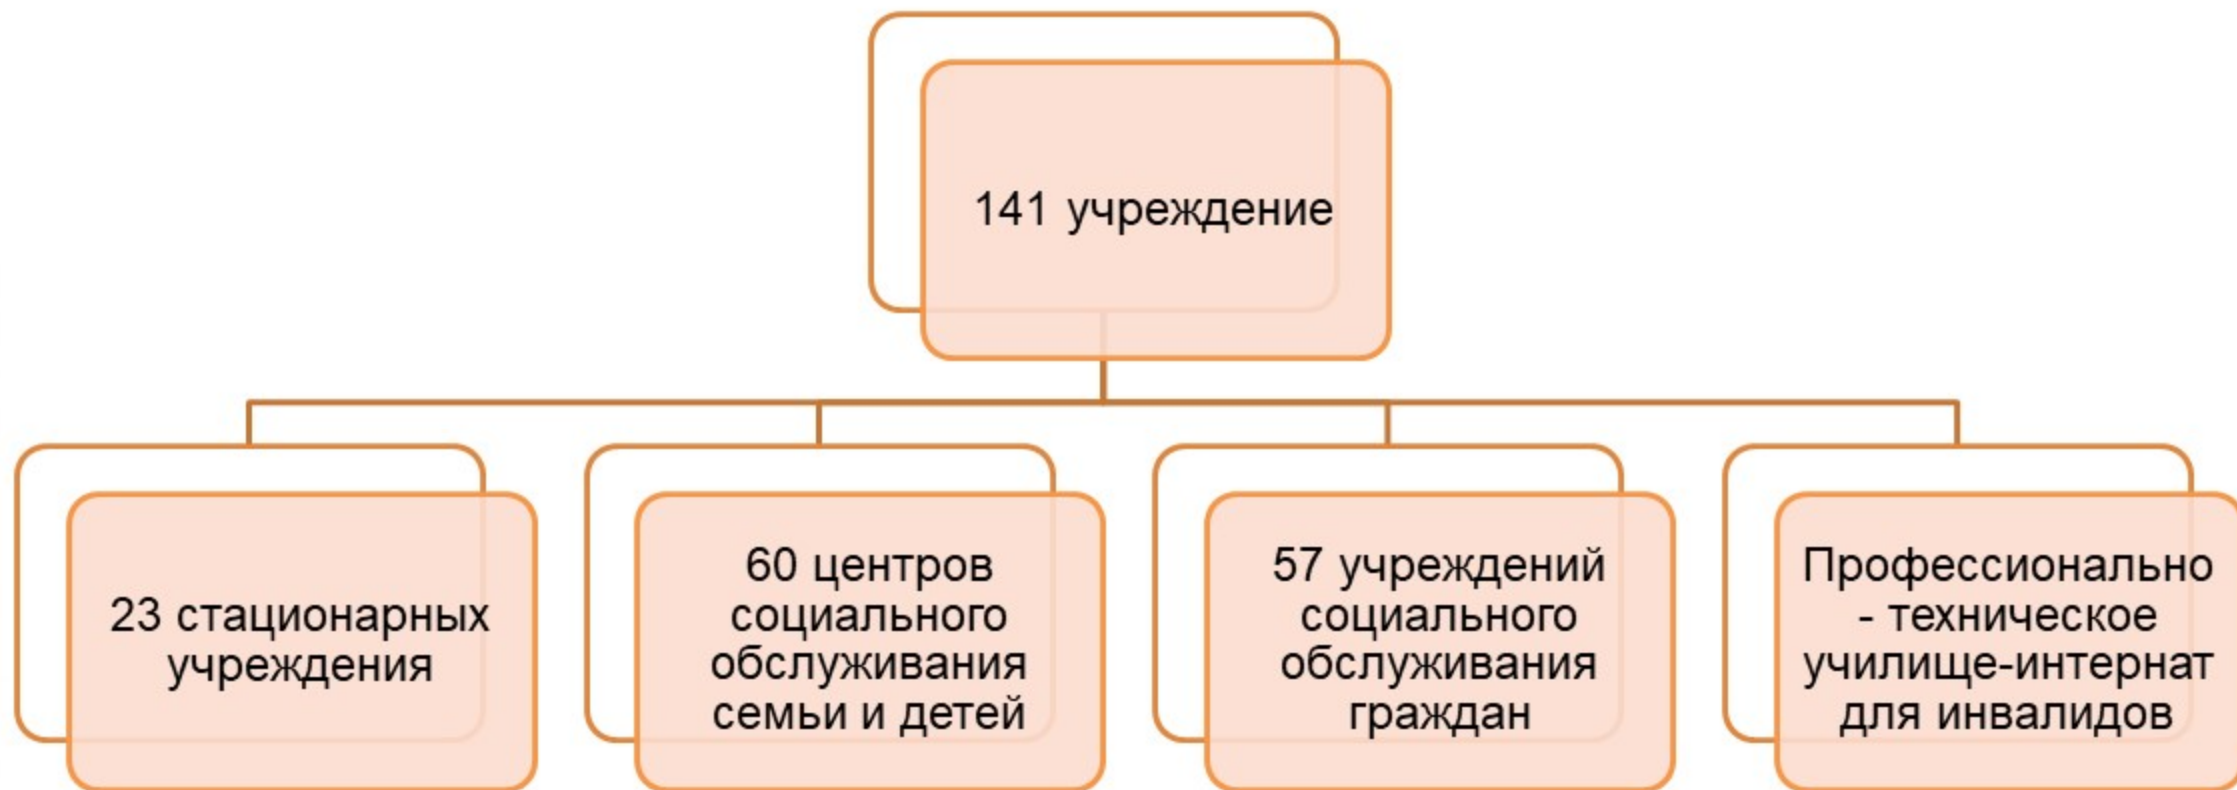 141 учреждение
23 стационарных
учреждения
60 центров
социального
обслуживания
семьи и детей
57 учреждений
социального
обслуживания
граждан
Профессионально
- техническое
училище-интернат
для инвалидов